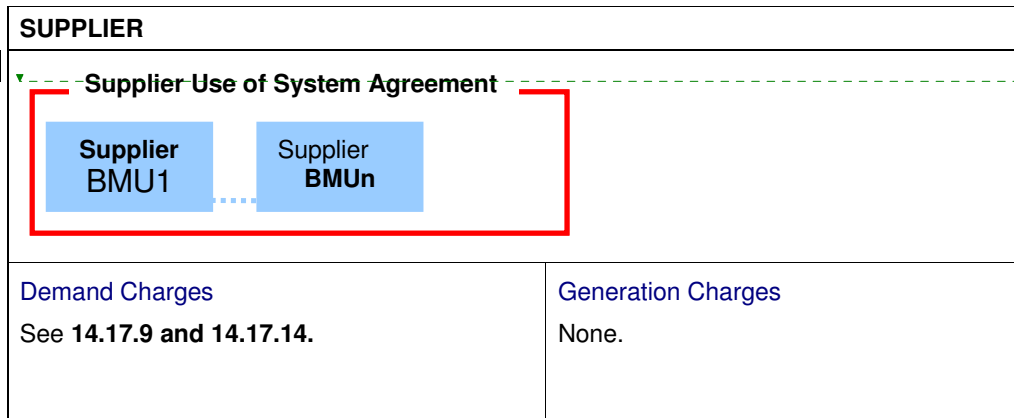 SUPPLIER
Supplier Use of System Agreement
Supplier
BMU1
Supplier
BMUn
Demand Charges
See 14.17.9 and 14.17.14.
Generation Charges
None.